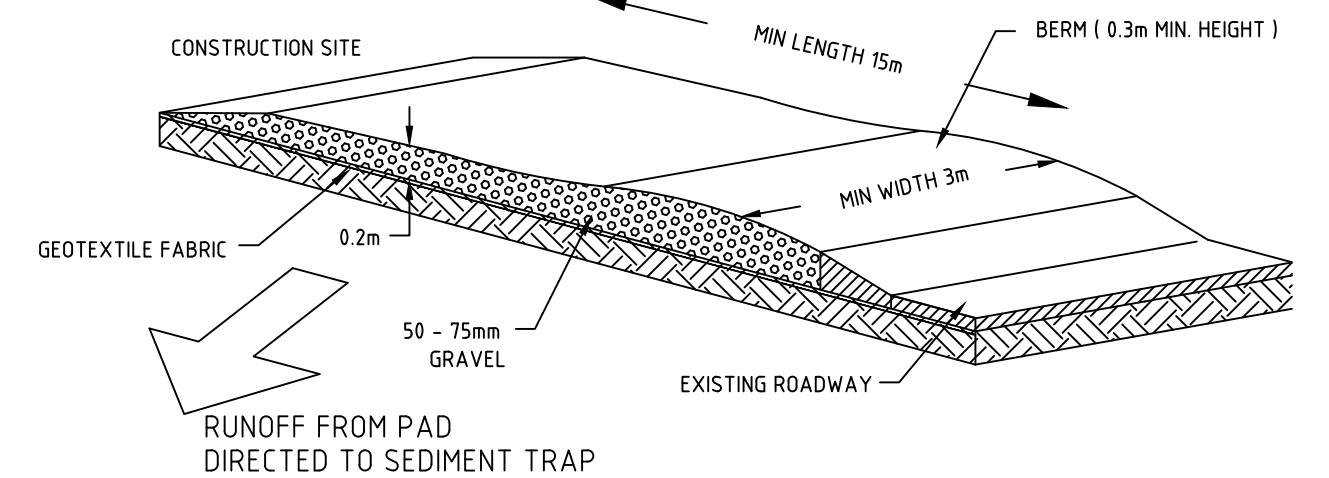 BERM ( 0.3m MIN. HEIGHT )
CONSTRUCTION SITE
MIN LENGTH 15m
MIN WIDTH 3m
GEOTEXTILE FABRIC
0.2m
50 - 75mm
GRAVEL
EXISTING ROADWAY
RUNOFF FROM PAD
DIRECTED TO SEDIMENT TRAP